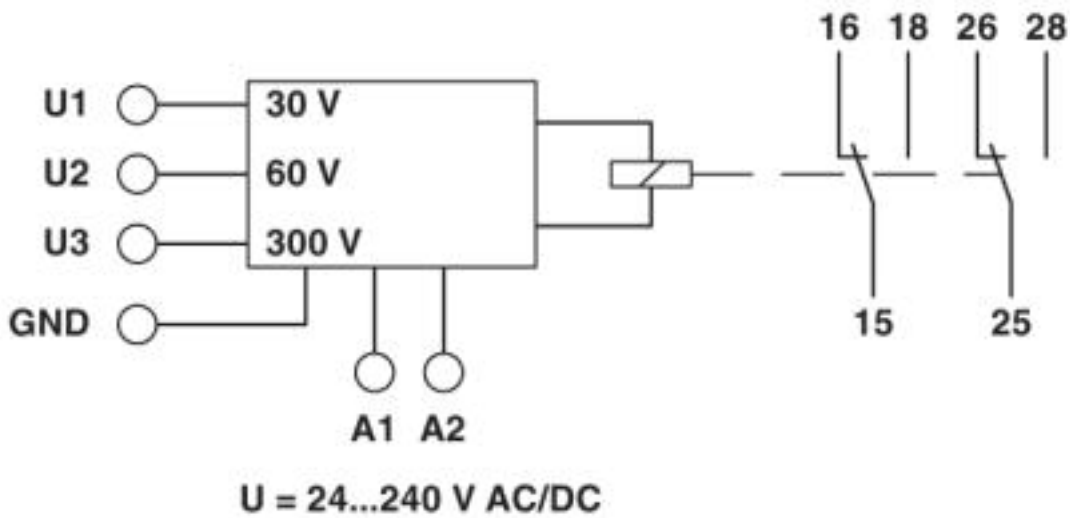 16 18 26 28
U1 30 V
U2 60 V
U3 300 V
GND
15 25
A1 A2
U = 24...240 V AC/DC